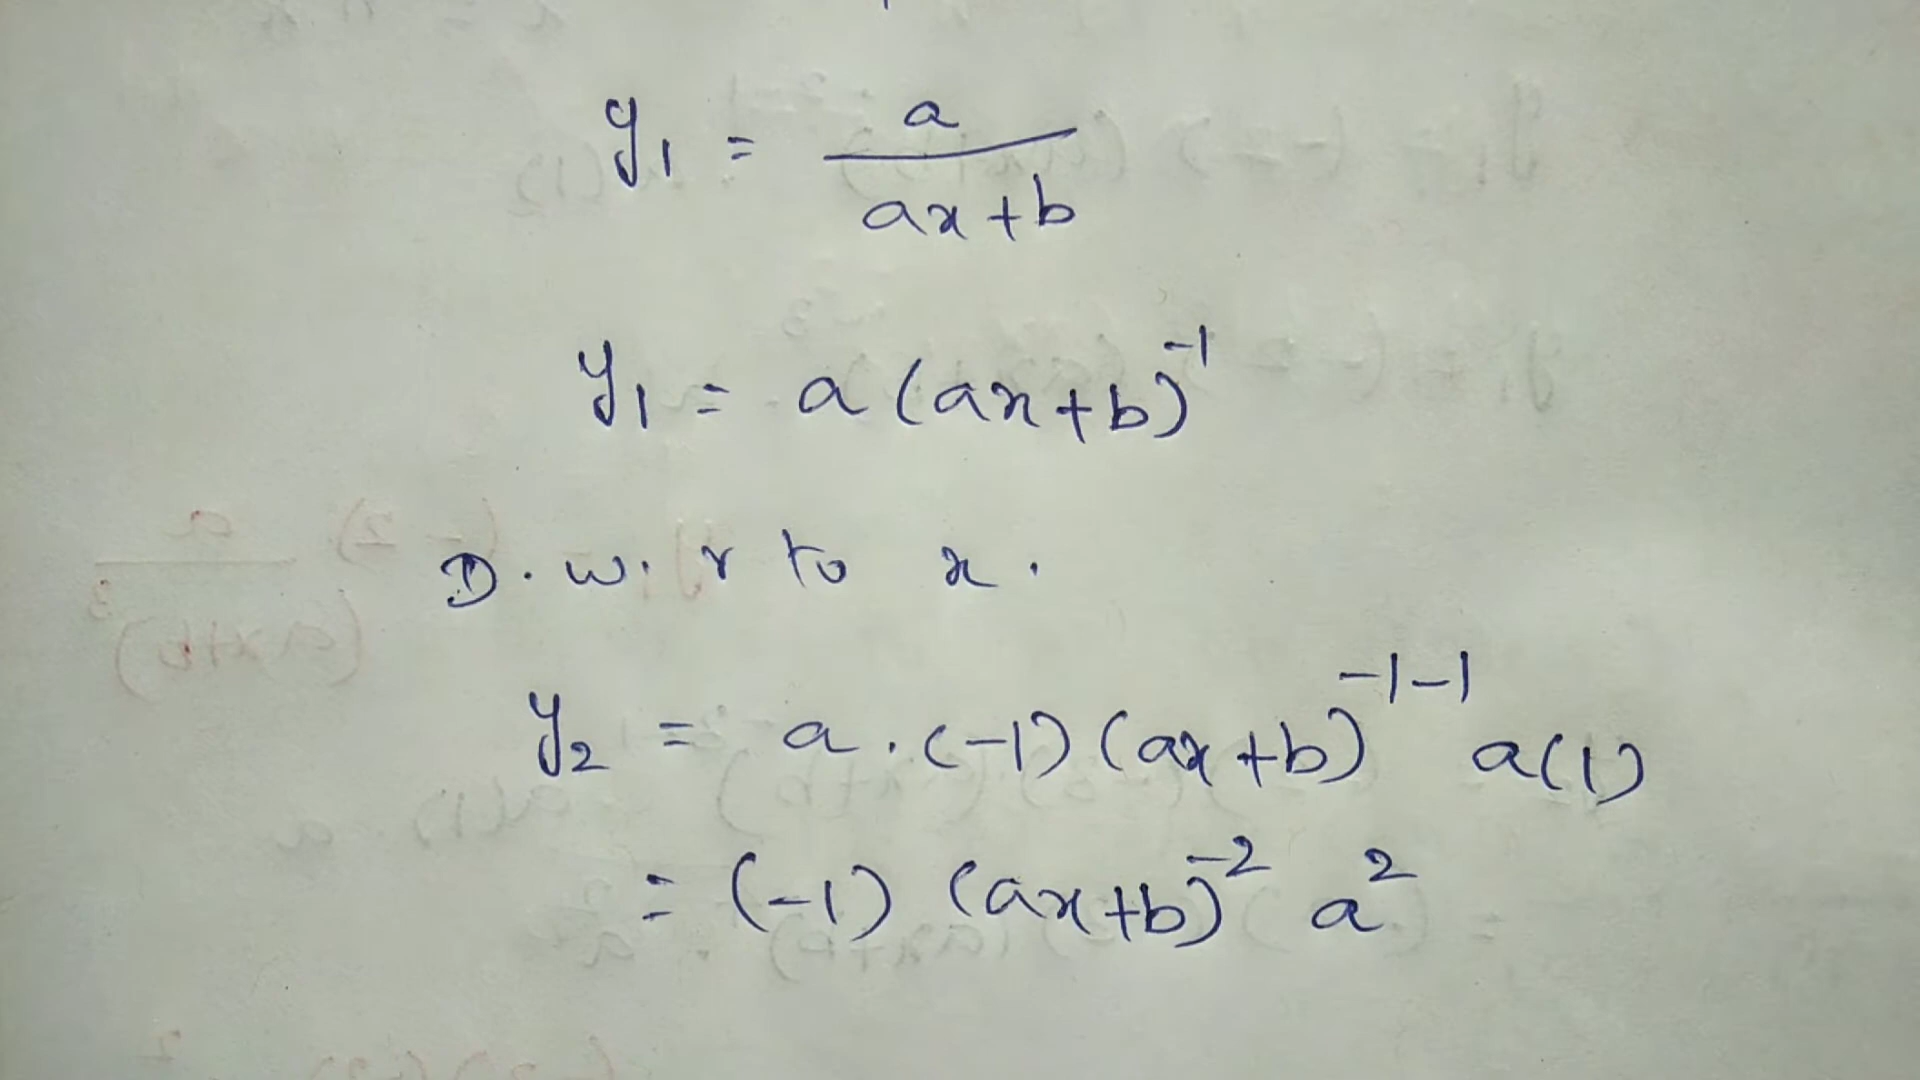 y₁ = a / ax+b
y₁ = a (ax+b)⁻¹
D. w. r to x.
y₂ = a . (-1) (ax+b)⁻¹⁻¹ a(1)
= (-1) (ax+b)⁻² a²